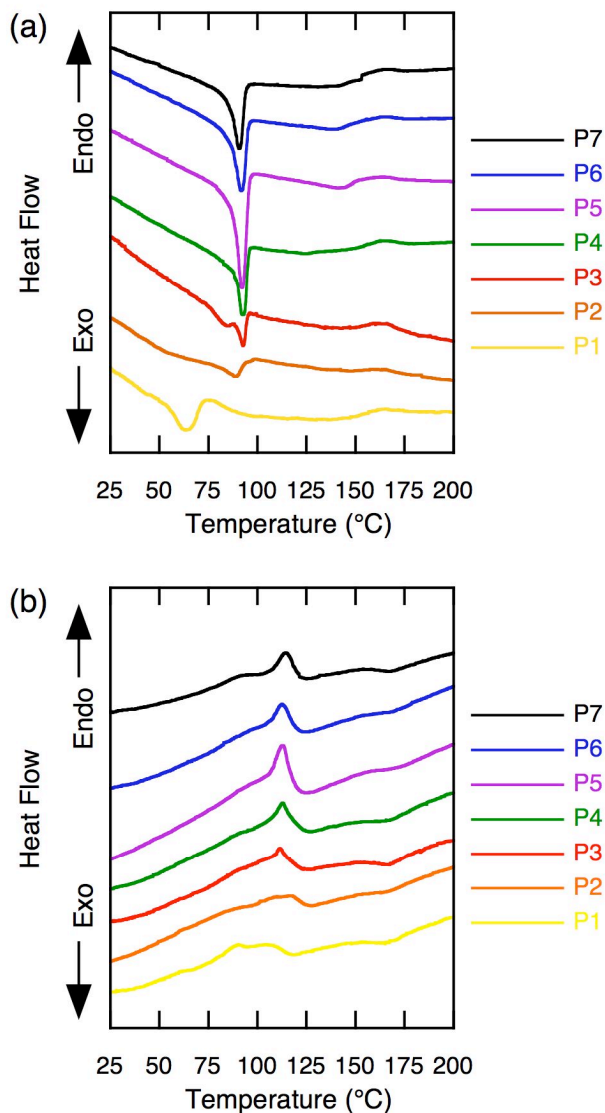 (a)
Endo
Heat Flow
Exo
P7
P6
P5
P4
P3
P2
P1
25 50 75 100 125 150 175 200
Temperature (°C)
(b)
Endo
Heat Flow
Exo
P7
P6
P5
P4
P3
P2
P1
25 50 75 100 125 150 175 200
Temperature (°C)